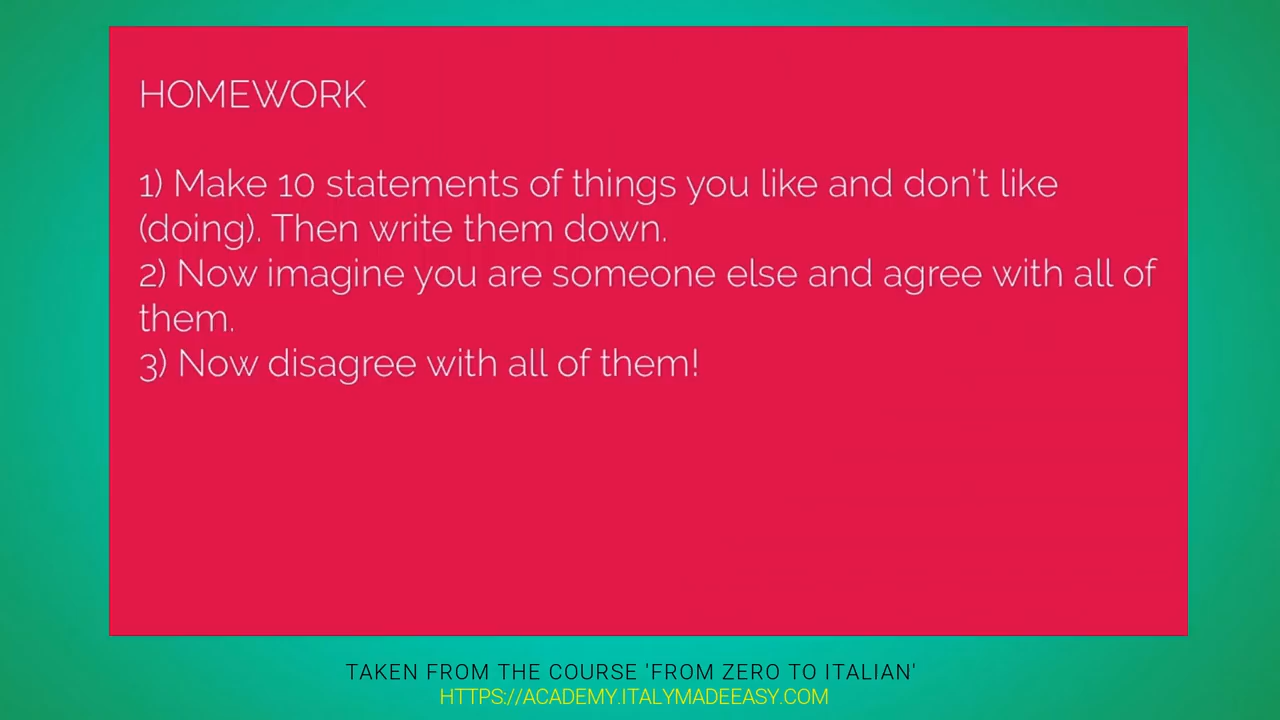 HOMEWORK
1) Make 10 statements of things you like and don't like
(doing). Then write them down.
2) Now imagine you are someone else and agree with all of
them.
3) Now disagree with all of them!
TAKEN FROM THE COURSE 'FROM ZERO TO ITALIAN'
HTTPS://ACADEMY.ITALYMADEEASY.COM